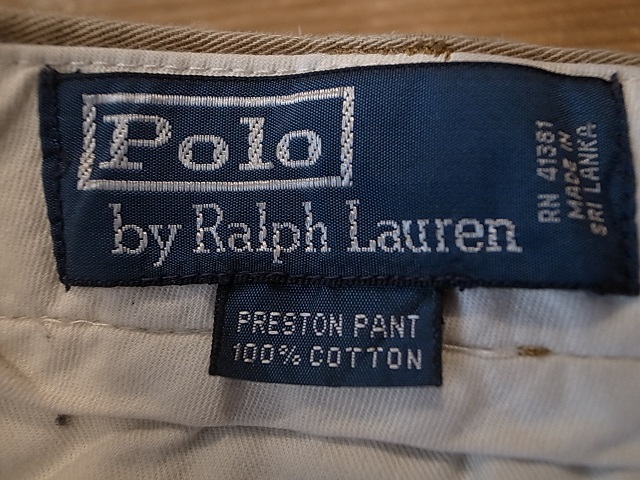 Polo
by Ralph Lauren
RN 41381
MADE IN
SRI LANKA
PRESTON PANT
100% COTTON